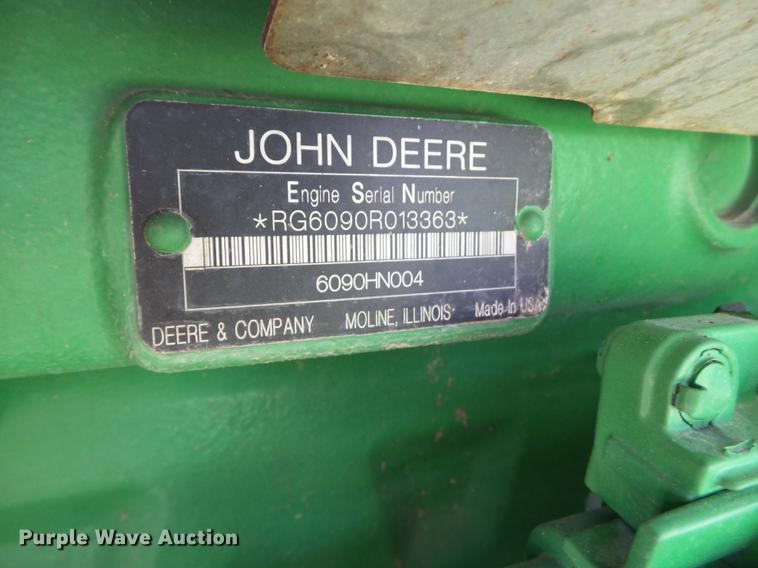 JOHN DEERE
Engine Serial Number
*RG6090R013363*
6090HN004
DEERE & COMPANY MOLINE, ILLINOIS Made In USA
Purple Wave Auction